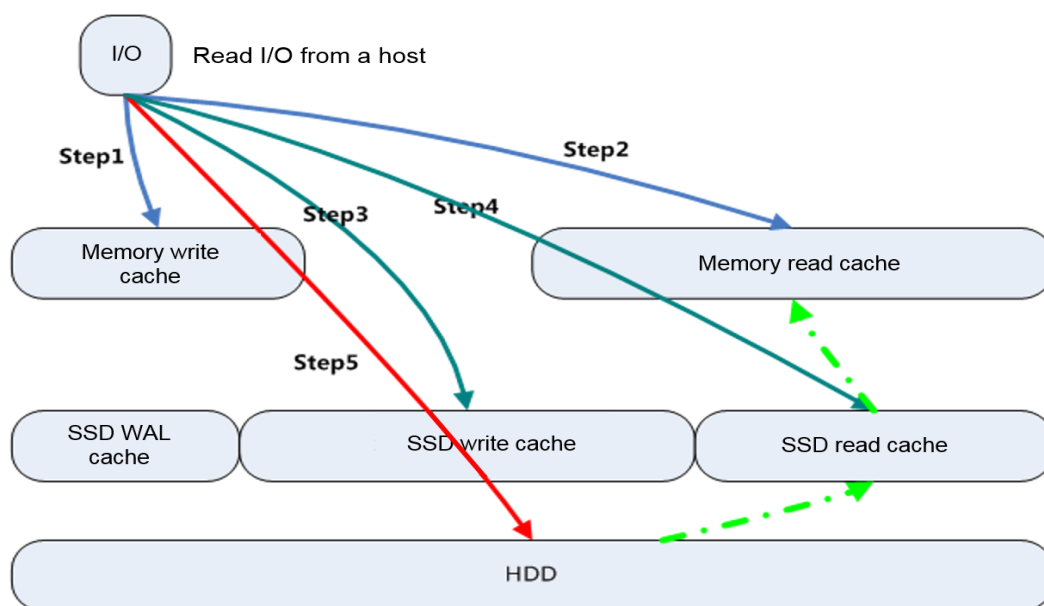 I/O
Read I/O from a host
Step1
Step2
Step3
Step4
Memory write
cache
Memory read cache
Step5
SSD WAL
cache
SSD write cache
SSD read cache
HDD